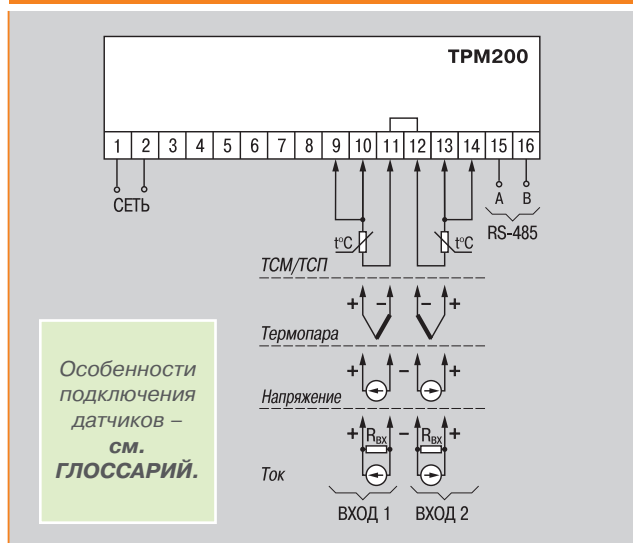 ТРМ200
1 2 3 4 5 6 7 8 9 10 11 12 13 14 15 16
СЕТЬ
A B
RS-485
t°C t°C
ТСМ/ТСП
+ – – +
Термопара
+ – +
Напряжение
+ Rвх – Rвх +
Ток
ВХОД 1 ВХОД 2
Особенности
подключения
датчиков –
см.
ГЛОССАРИЙ.